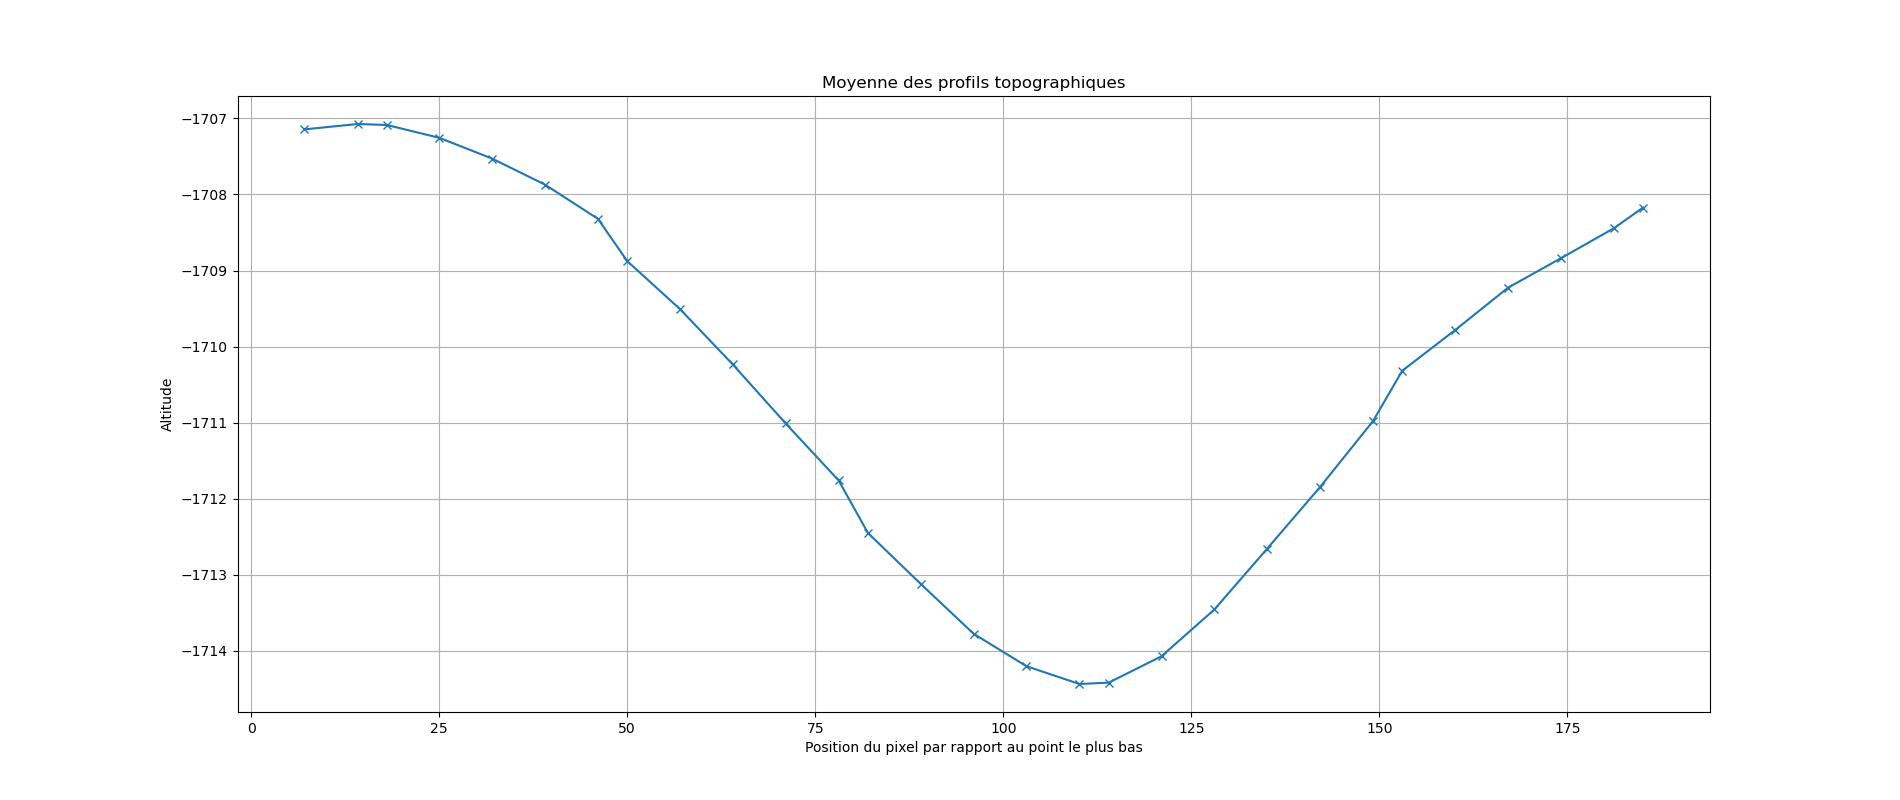 Moyenne des profils topographiques
−1707
−1708
−1709
−1710
−1711
−1712
−1713
−1714
Altitude
0 25 50 75 100 125 150 175
Position du pixel par rapport au point le plus bas